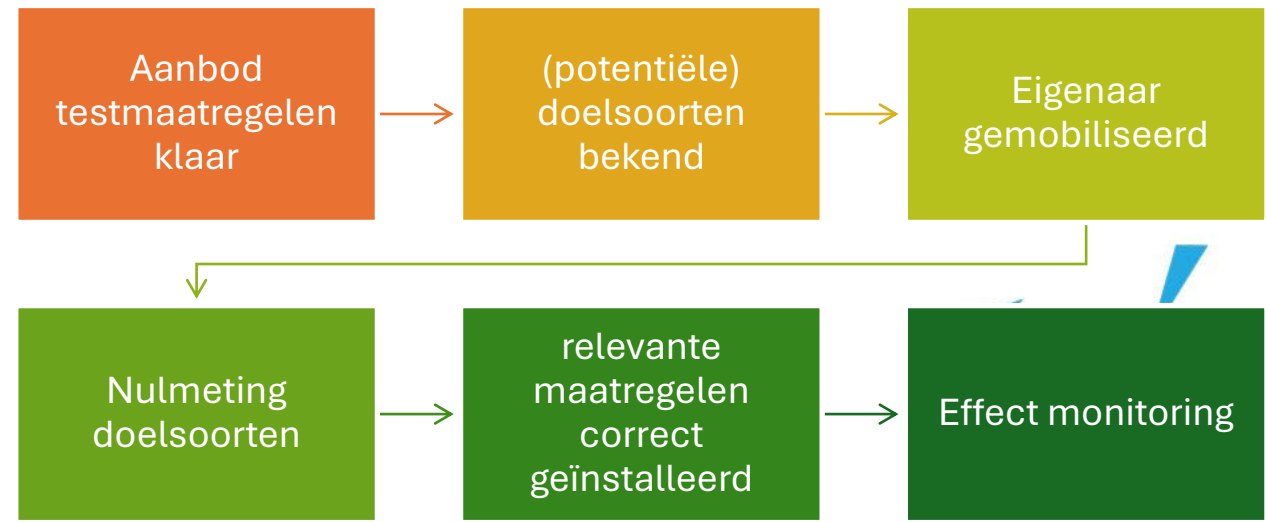 Aanbod
testmaatregelen
klaar
(potentiële)
doelsoorten
bekend
Eigenaar
gemobiliseerd
Nulmeting
doelsoorten
relevante
maatregelen
correct
geïnstalleerd
Effect monitoring